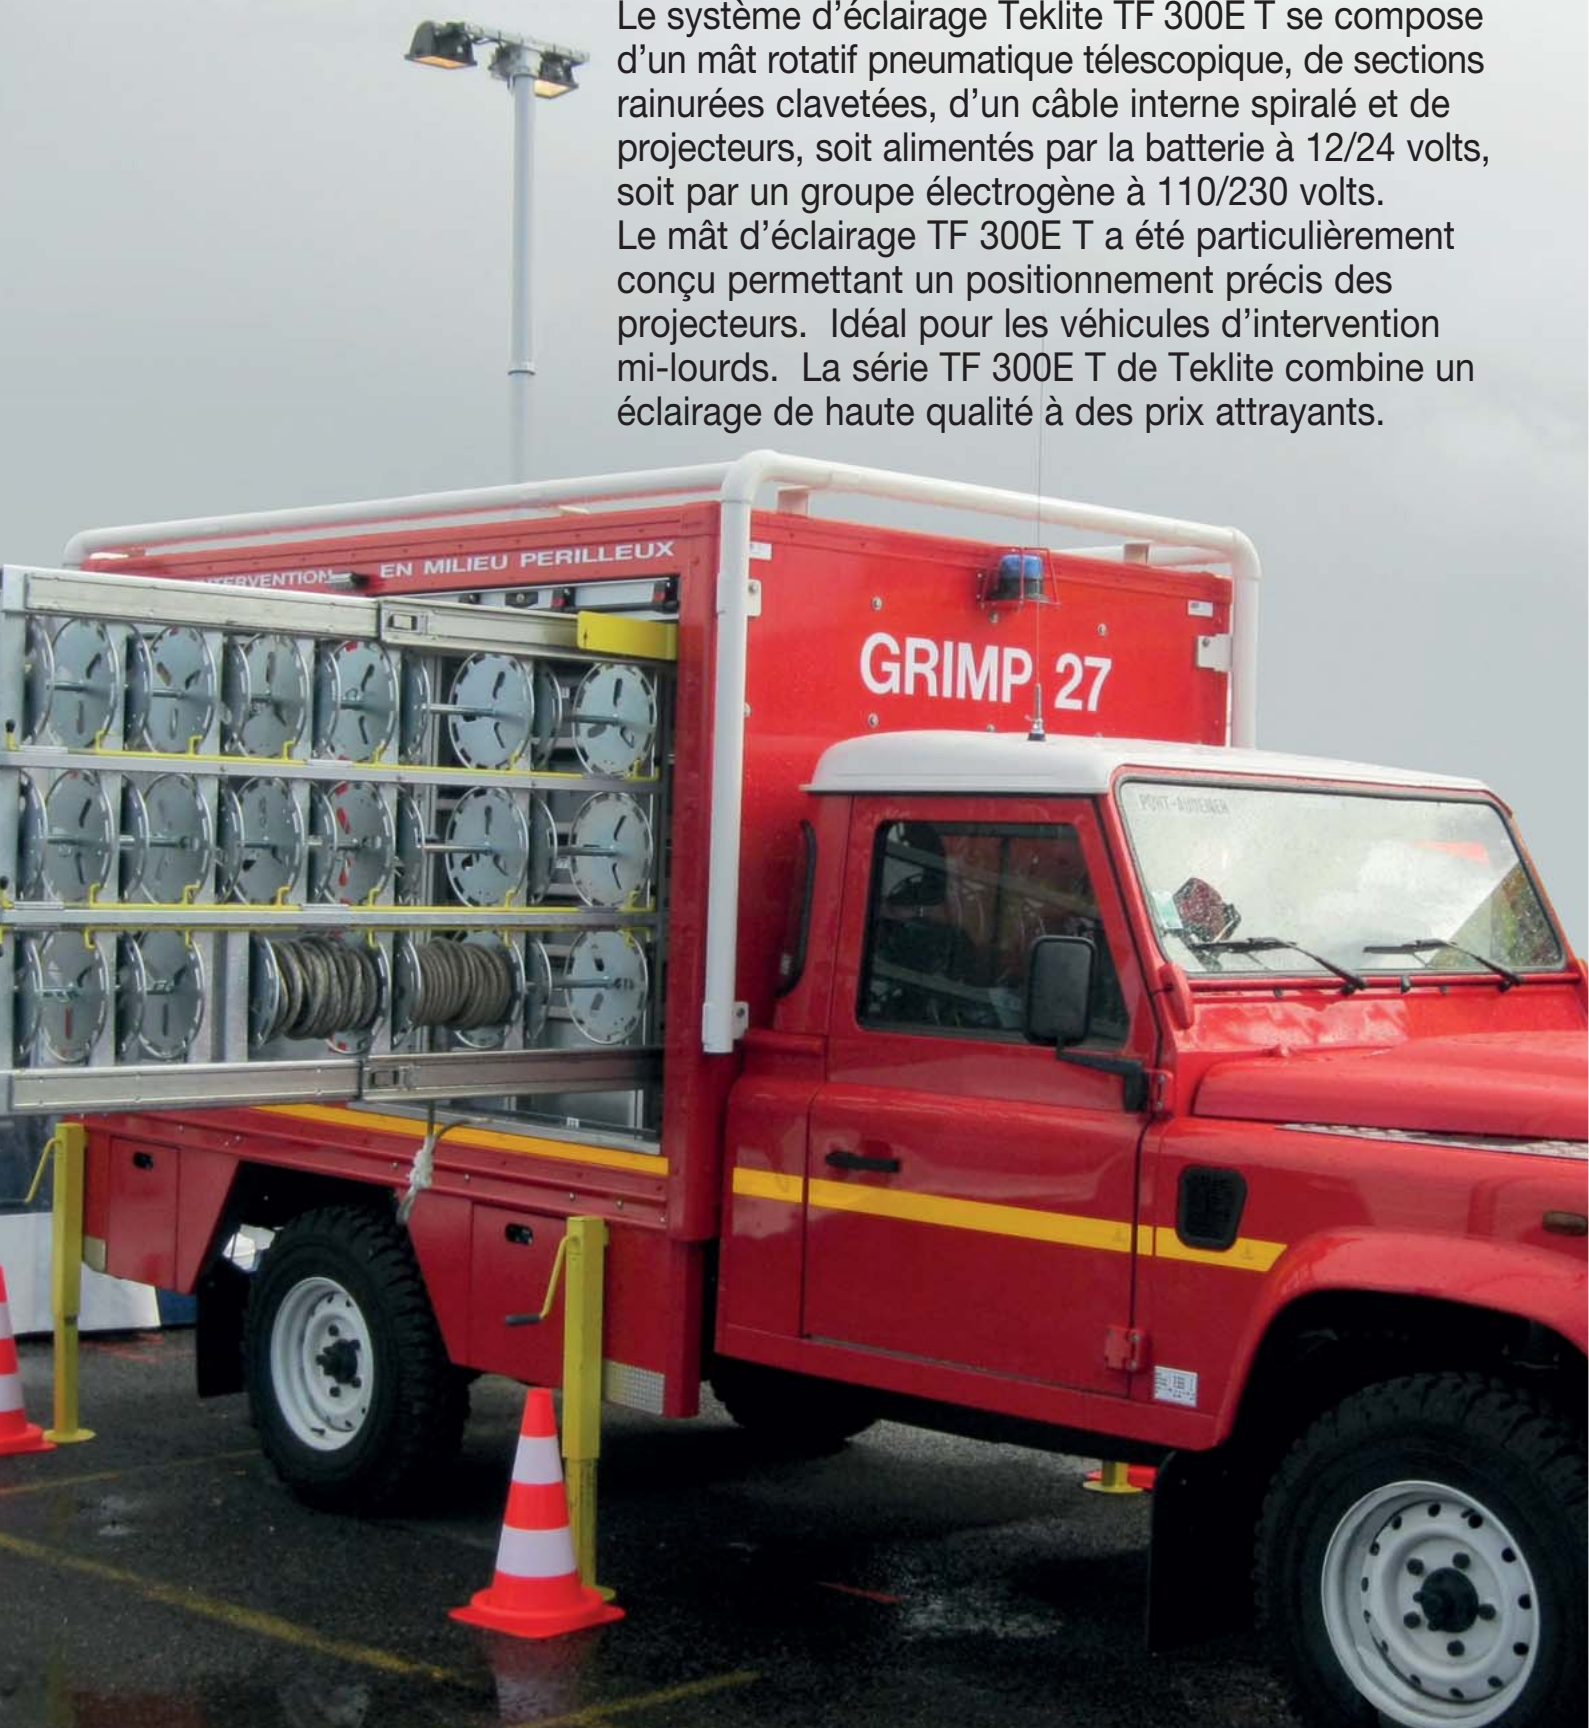 Le système d’éclairage Teklite TF 300E T se compose
d’un mât rotatif pneumatique télescopique, de sections
rainurées clavetées, d’un câble interne spiralé et de
projecteurs, soit alimentés par la batterie à 12/24 volts,
soit par un groupe électrogène à 110/230 volts.
Le mât d’éclairage TF 300E T a été particulièrement
conçu permettant un positionnement précis des
projecteurs.  Idéal pour les véhicules d’intervention
mi-lourds.  La série TF 300E T de Teklite combine un
éclairage de haute qualité à des prix attrayants.
EN MILIEU PERILLEUX
GRIMP 27
PONT-AUDEMER